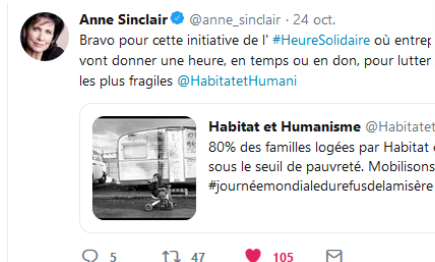 Anne Sinclair @anne_sinclair · 24 oct.
Bravo pour cette initiative de l' #HeureSolidaire où
vont donner une heure, en temps ou en don, pour lutter
les plus fragiles @HabitatetHumani
Habitat et Humanisme @Habitatet
80% des familles logées par Habitat
sous le seuil de pauvreté. Mobilisons
#journéemondialedurefusdelamisère
5 47 105